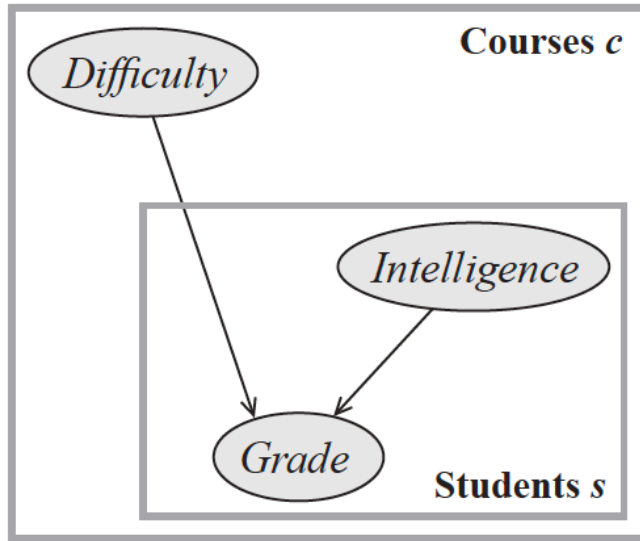 Courses c
Difficulty
Intelligence
Grade
Students s